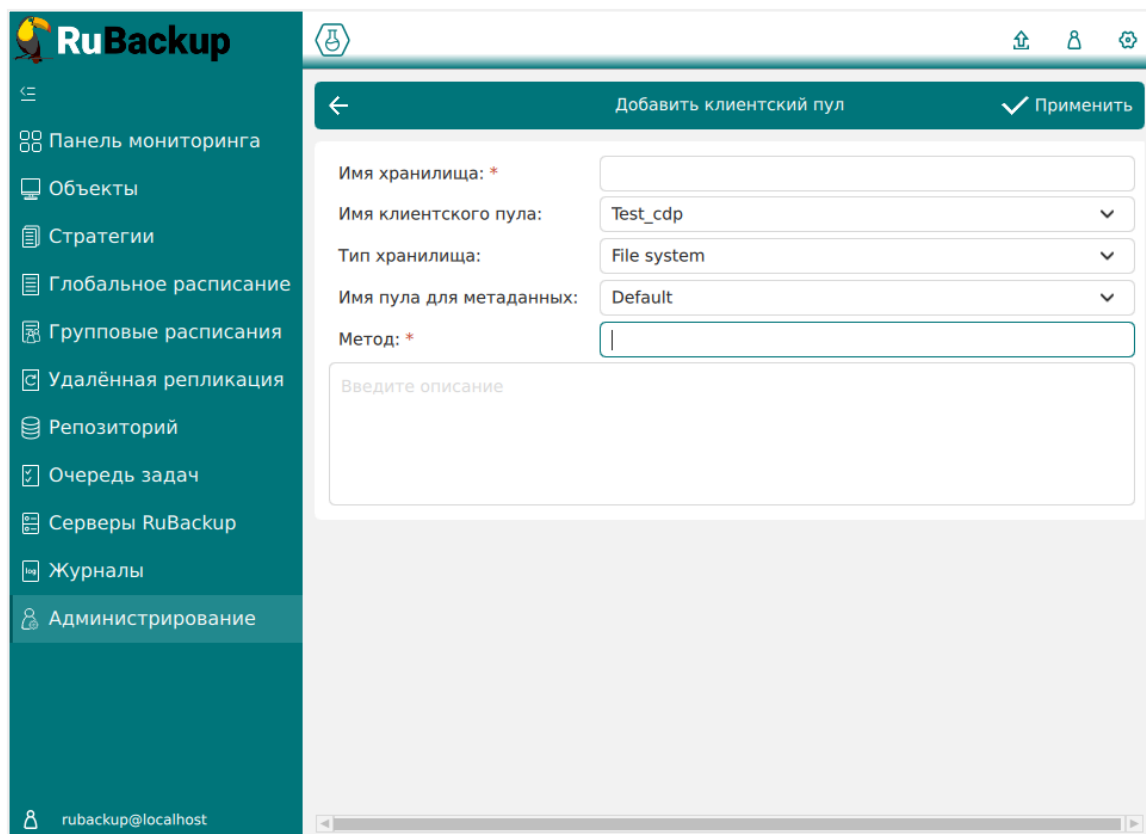 RuBackup
Панель мониторинга
Объекты
Стратегии
Глобальное расписание
Групповые расписания
Удалённая репликация
Репозиторий
Очередь задач
Серверы RuBackup
log Журналы
Администрирование
rubackup@localhost
Добавить клиентский пул
Применить
Имя хранилища: *
Имя клиентского пула: Test_cdp
Тип хранилища: File system
Имя пула для метаданных: Default
Метод: *
Введите описание